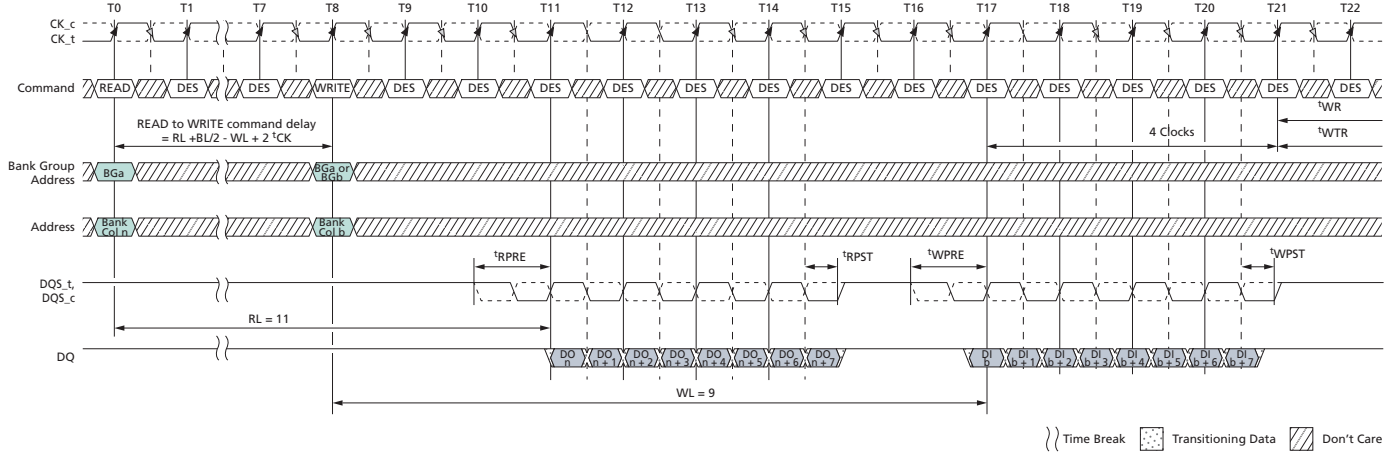 T0 T1 T7 T8 T9 T10 T11 T12 T13 T14 T15 T16 T17 T18 T19 T20 T21 T22
CK_c
CK_t
Command READ DES DES WRITE DES DES DES DES DES DES DES DES DES DES DES DES DES DES
tWR
READ to WRITE command delay
= RL +BL/2 - WL + 2 tCK
4 Clocks
tWTR
Bank Group
Address
BGa
BGa or
BGb
Address
Bank
Col n
Bank
Col b
tRPRE tRPST tWPRE tWPST
DQS_t,
DQS_c
RL = 11
DQ
DO
n
DO
n + 1
DO
n + 2
DO
n + 3
DO
n + 4
DO
n + 5
DO
n + 6
DO
n + 7
DI
b
DI
b + 1
DI
b + 2
DI
b + 3
DI
b + 4
DI
b + 5
DI
b + 6
DI
b + 7
WL = 9
Time Break Transitioning Data Don't Care